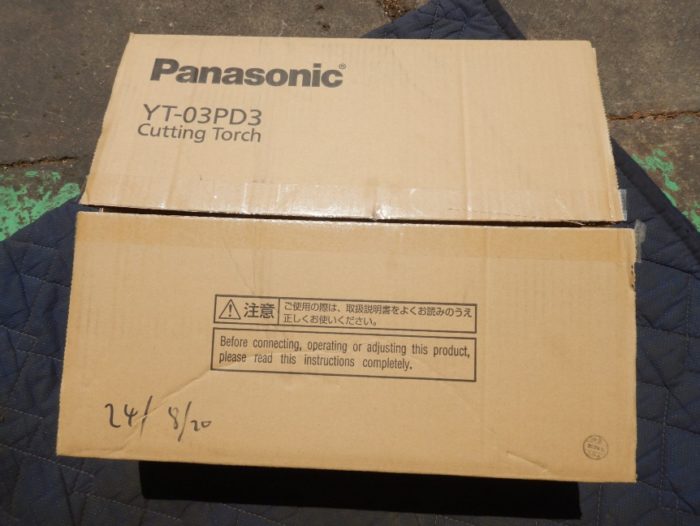 Panasonic®
YT-03PD3
Cutting Torch
注意
ご使用の際は、取扱説明書をよくお読みのうえ
正しくお使いください。
Before connecting, operating or adjusting this product,
please read this instructions completely.
24/ 8/20